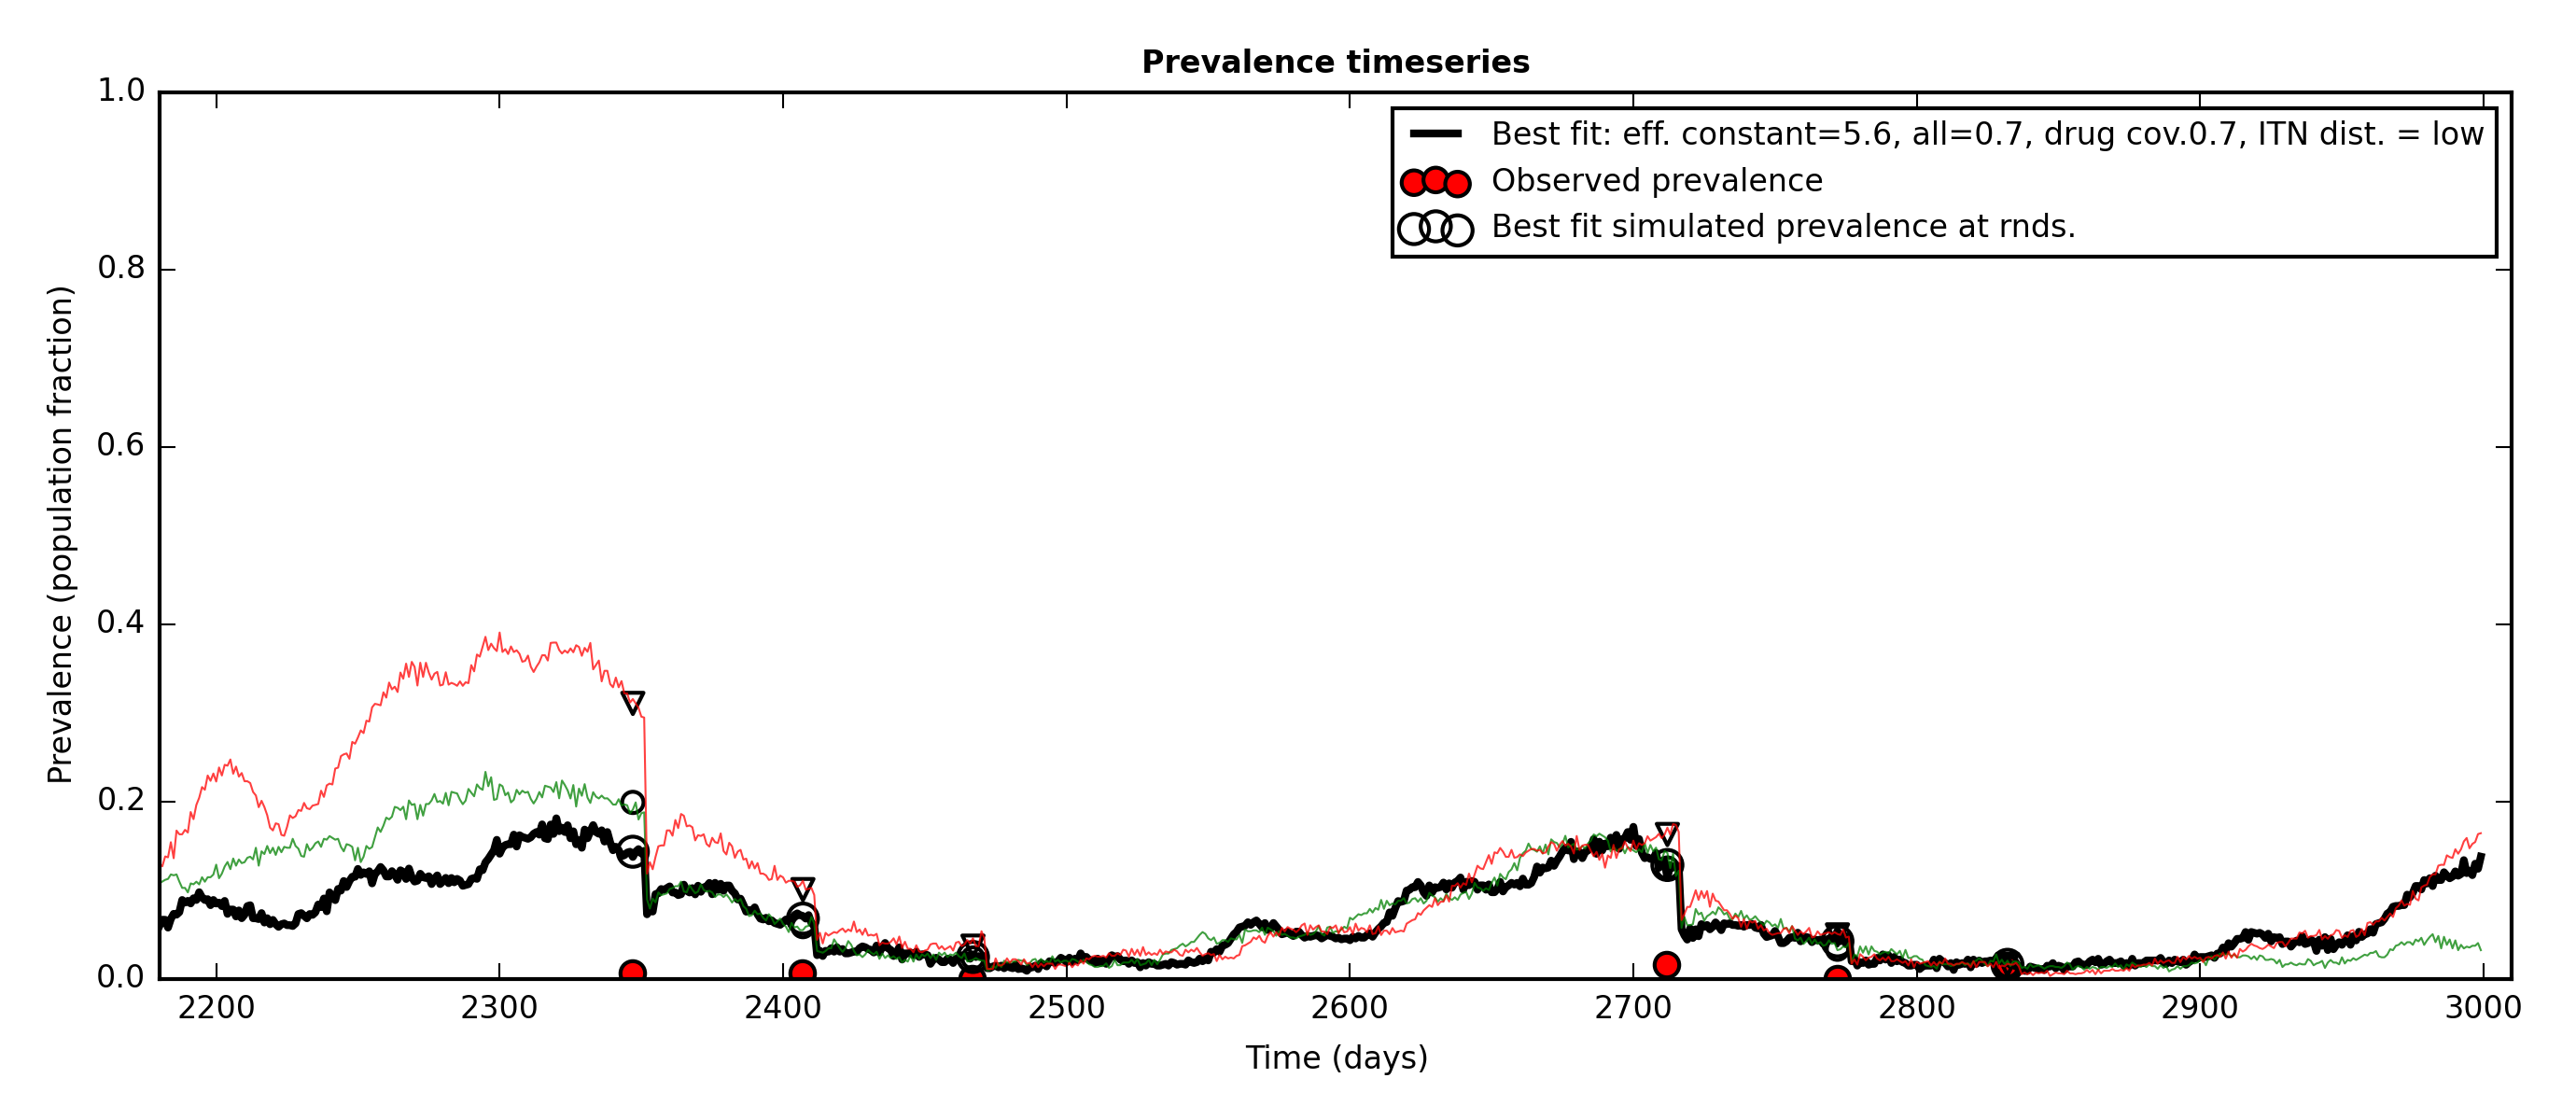 Prevalence timeseries
1.0
0.8
0.6
0.4
0.2
0.0
Prevalence (population fraction)
Best fit: eff. constant=5.6, all=0.7, drug cov.0.7, ITN dist. = low
Observed prevalence
Best fit simulated prevalence at rnds.
2200 2300 2400 2500 2600 2700 2800 2900 3000
Time (days)